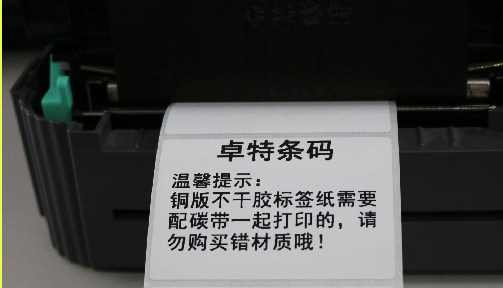 卓特条码
温馨提示：
铜版不干胶标签纸需要
配碳带一起打印的，请
勿购买错材质哦！